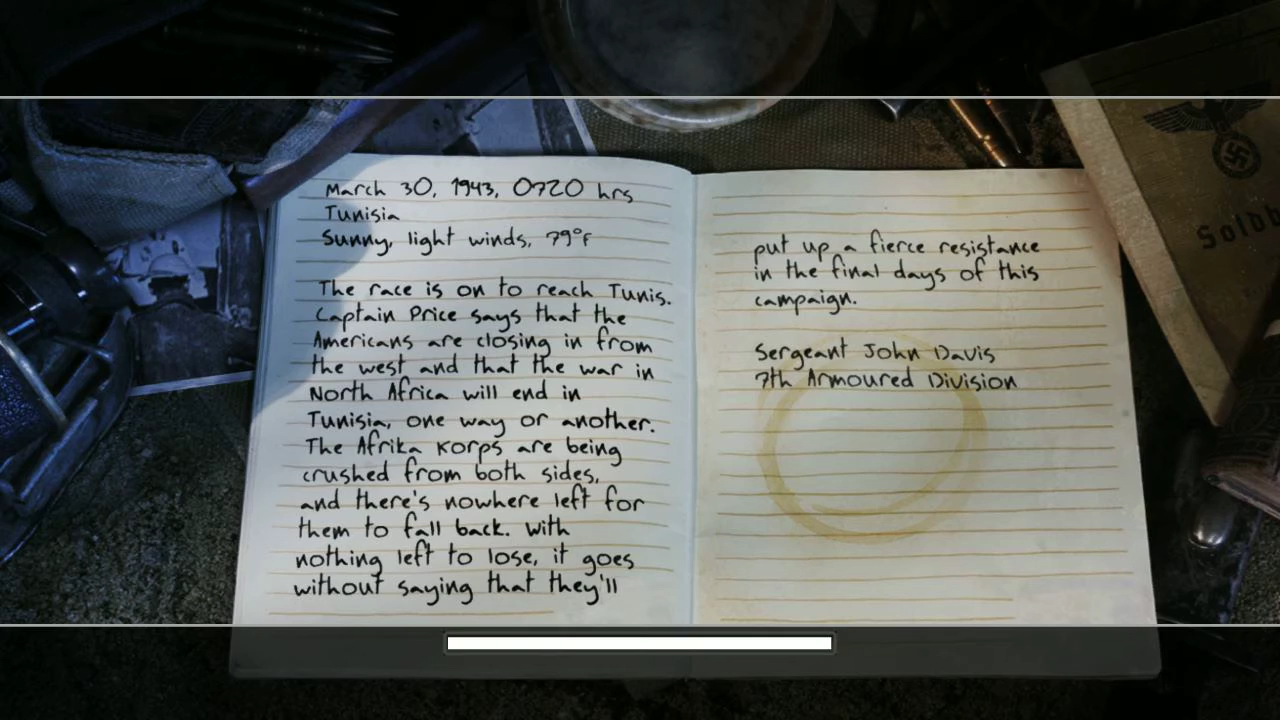 March 30, 1943, 0720 hrs
Tunisia
Sunny, light winds, 79°F
The race is on to reach Tunis.
Captain Price says that the
Americans are closing in from
the west and that the war in
North Africa will end in
Tunisia, one way or another.
The Afrika Korps are being
crushed from both sides,
and there's nowhere left for
them to fall back. With
nothing left to lose, it goes
without saying that they'll
put up a fierce resistance
in the final days of this
campaign.
Sergeant John Davis
7th Armoured Division